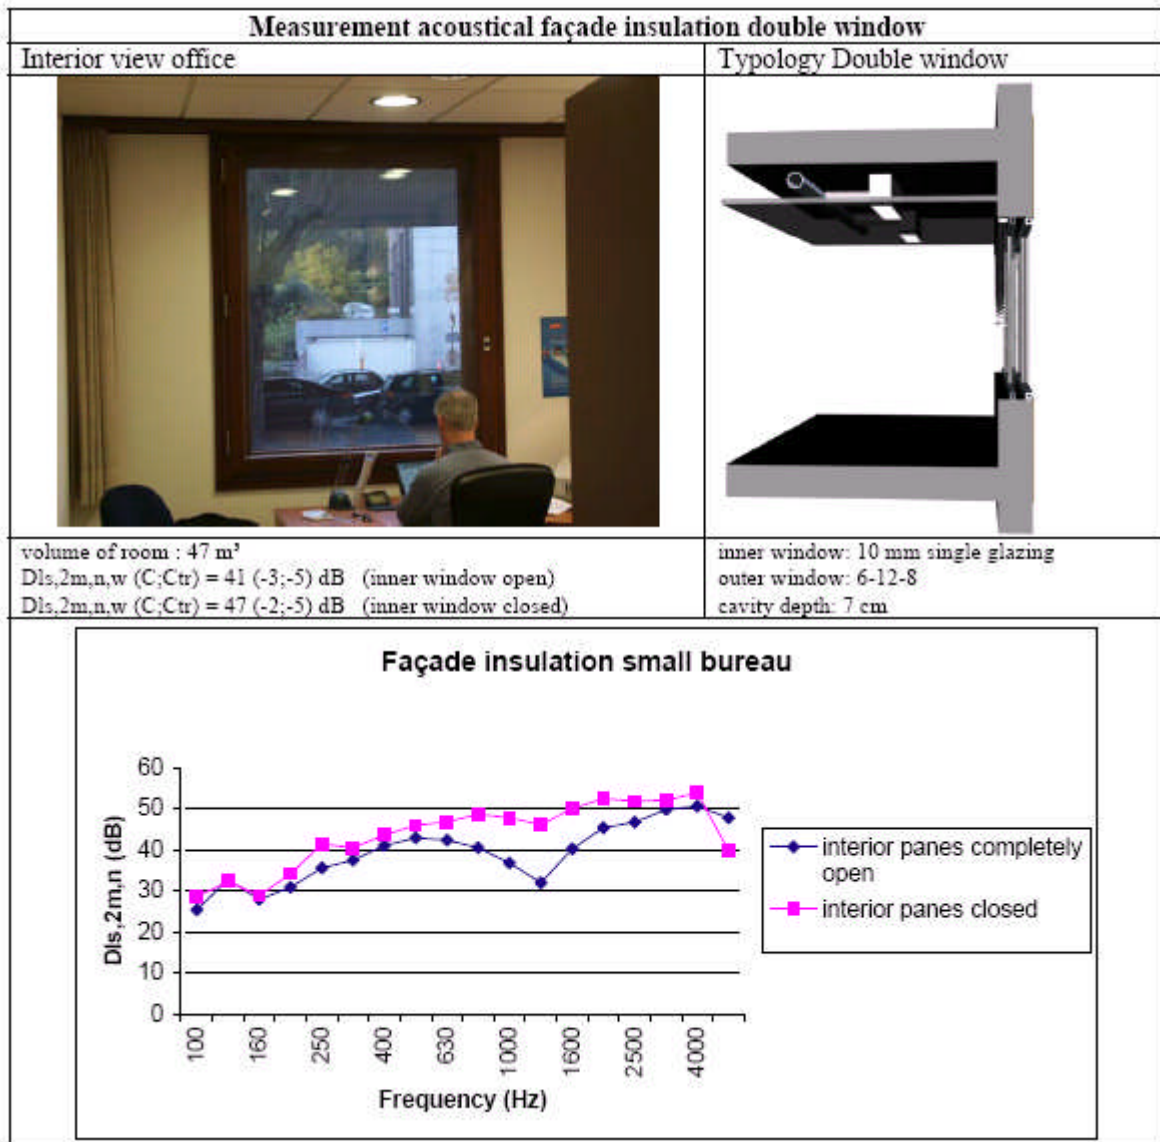 Measurement acoustical façade insulation double window
Interior view office
Typology Double window
volume of room : 47 m³
Dls,2m,n,w (C;Ctr) = 41 (-3;-5) dB (inner window open)
Dls,2m,n,w (C;Ctr) = 47 (-2;-5) dB (inner window closed)
inner window: 10 mm single glazing
outer window: 6-12-8
cavity depth: 7 cm
Façade insulation small bureau
Dls,2m,n (dB)
60
50
40
30
20
10
0
100
160
250
400
630
1000
1600
2500
4000
Frequency (Hz)
interior panes completely
open
interior panes closed